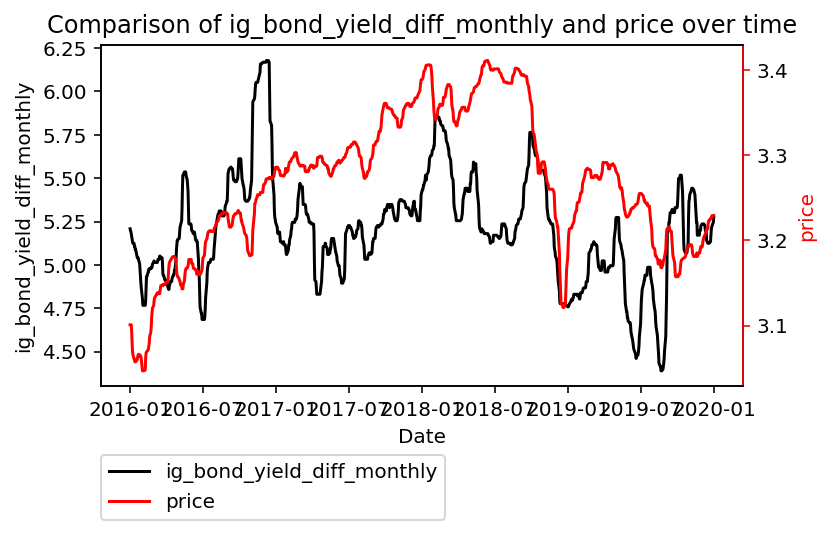 Comparison of ig_bond_yield_diff_monthly and price over time
ig_bond_yield_diff_monthly
6.25
6.00
5.75
5.50
5.25
5.00
4.75
4.50
3.4
3.3
3.2
3.1
price
2016-01 2016-07 2017-01 2017-07 2018-01 2018-07 2019-01 2019-07 2020-01
Date
ig_bond_yield_diff_monthly
price